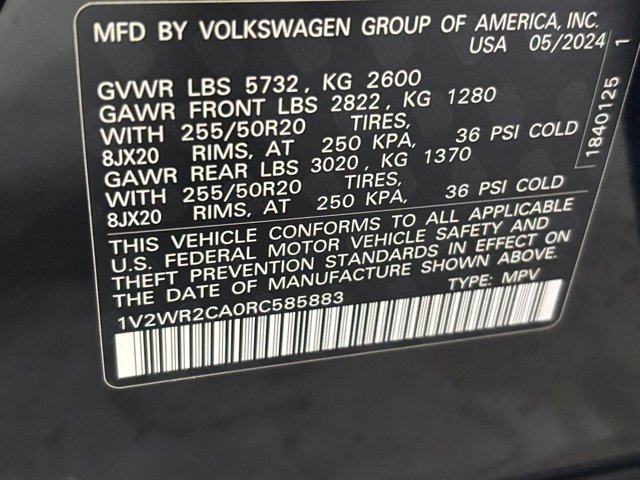 MFD BY VOLKSWAGEN GROUP OF AMERICA, INC.
USA 05/2024
GVWR LBS 5732, KG 2600
GAWR FRONT LBS 2822, KG 1280
WITH 255/50R20 TIRES,
8JX20 RIMS, AT 250 KPA, 36 PSI COLD
GAWR REAR LBS 3020, KG 1370
WITH 255/50R20 TIRES,
8JX20 RIMS, AT 250 KPA, 36 PSI COLD
THIS VEHICLE CONFORMS TO ALL APPLICABLE
U.S. FEDERAL MOTOR VEHICLE SAFETY AND
THEFT PREVENTION STANDARDS IN EFFECT ON
THE DATE OF MANUFACTURE SHOWN ABOVE.
1V2WR2CA0RC585883 TYPE: MPV
1840125 1